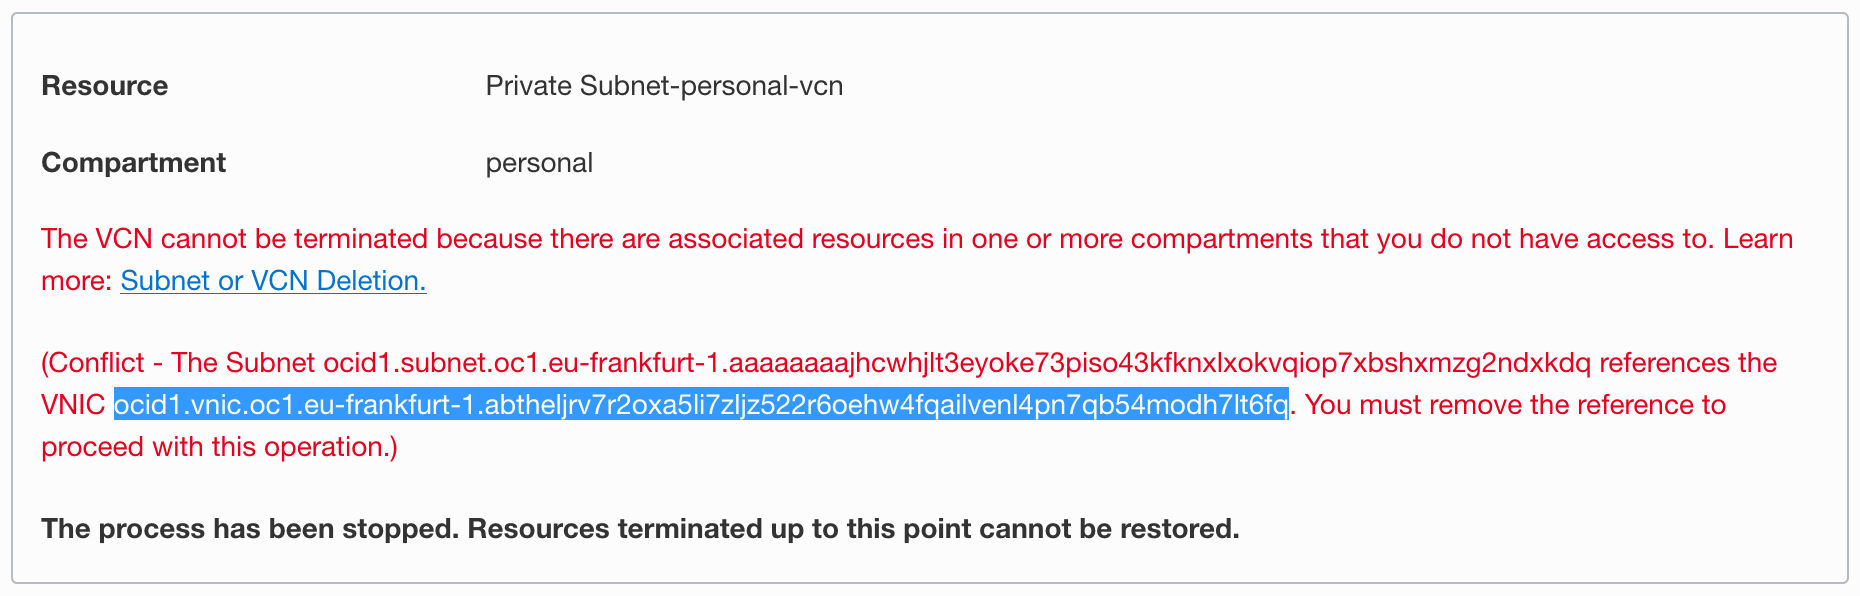 Resource Private Subnet-personal-vcn
Compartment personal
The VCN cannot be terminated because there are associated resources in one or more compartments that you do not have access to. Learn
more: Subnet or VCN Deletion.
(Conflict - The Subnet ocid1.subnet.oc1.eu-frankfurt-1.aaaaaaaajhcwhjlt3eyoke73piso43kfknxlxokvqiop7xbshxmzg2ndxkdq references the
VNIC ocid1.vnic.oc1.eu-frankfurt-1.abtheljrv7r2oxa5li7zljz522r6oehw4fqailvenl4pn7qb54modh7lt6fq. You must remove the reference to
proceed with this operation.)
The process has been stopped. Resources terminated up to this point cannot be restored.